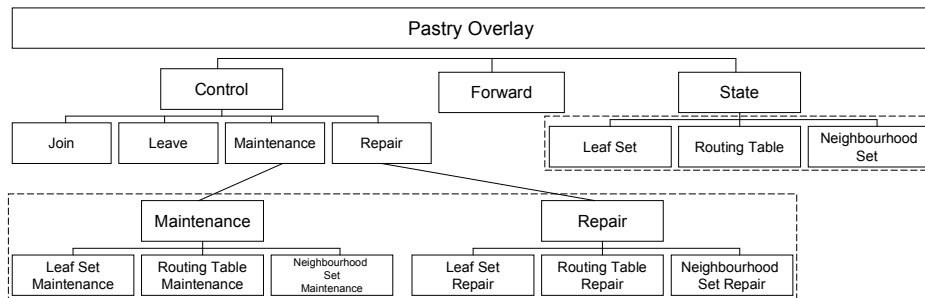 Pastry Overlay
Control
Forward
State
Join
Leave
Maintenance
Repair
Leaf Set
Routing Table
Neighbourhood
Set
Maintenance
Repair
Leaf Set
Maintenance
Routing Table
Maintenance
Neighbourhood
Set
Maintenance
Leaf Set
Repair
Routing Table
Repair
Neighbourhood
Set Repair